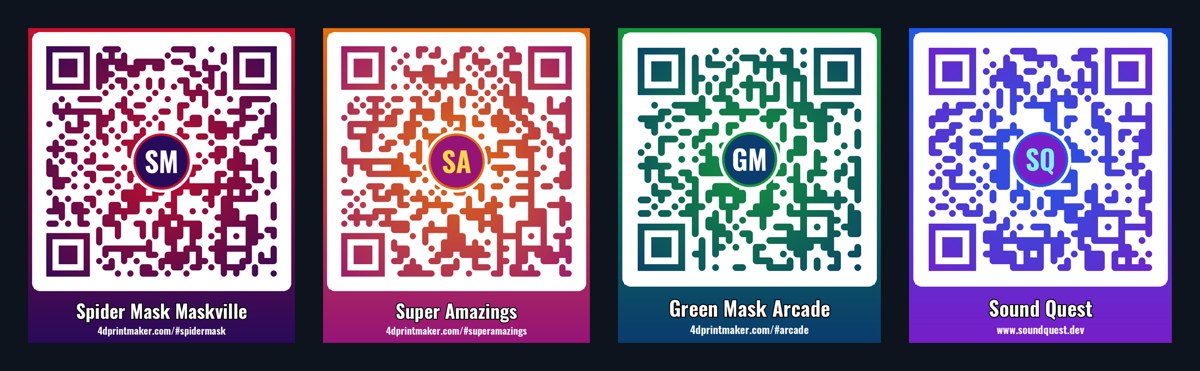 SM
Spider Mask Maskville
4dprintmaker.com/#spidermask
SA
Super Amazings
4dprintmaker.com/#superamazings
GM
Green Mask Arcade
4dprintmaker.com/#arcade
SQ
Sound Quest
www.soundquest.dev